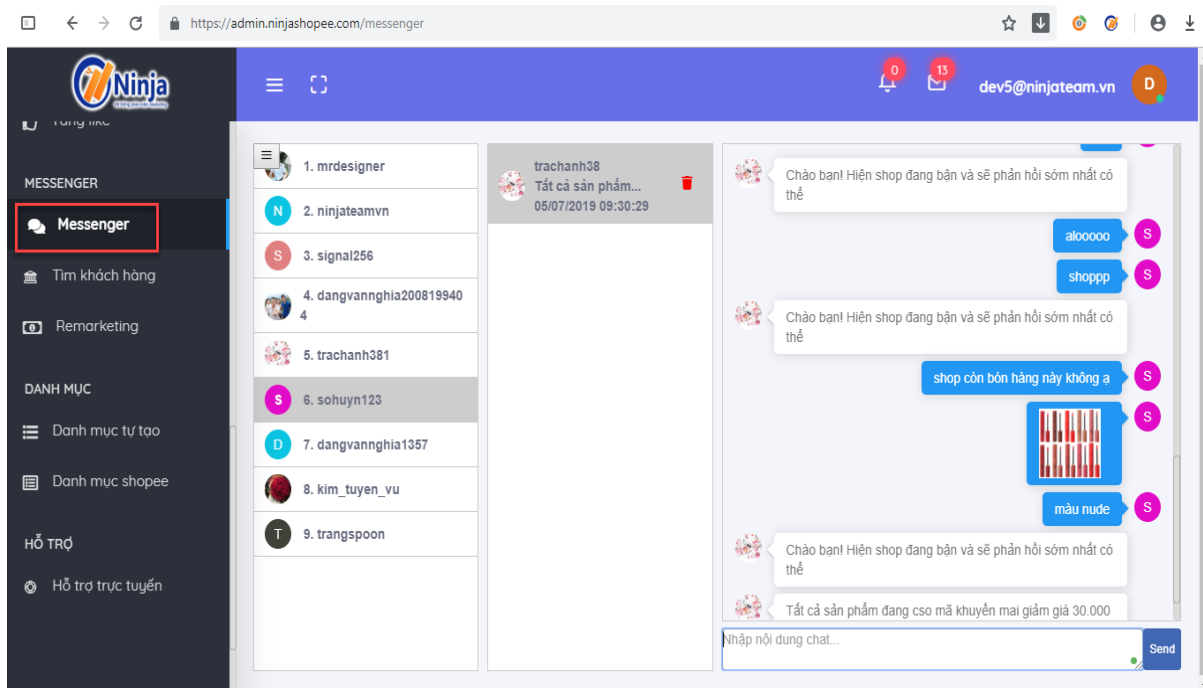 https://admin.ninjashopee.com/messenger
Ninja
0
13
dev5@ninjateam.vn
D
Tăng like
MESSENGER
Messenger
Tìm khách hàng
Remarketing
DANH MỤC
Danh mục tự tạo
Danh mục shopee
HỖ TRỢ
Hỗ trợ trực tuyến
1. mrdesigner
N
2. ninjateamvn
S
3. signal256
4. dangvannghia200819940
4
5. trachanh381
S
6. sohuyn123
D
7. dangvannghia1357
8. kim_tuyen_vu
T
9. trangspoon
trachanh38
Tất cả sản phẩm...
05/07/2019 09:30:29
Chào bạn! Hiện shop đang bận và sẽ phản hồi sớm nhất có
thể
alooooo
S
shoppp
S
Chào bạn! Hiện shop đang bận và sẽ phản hồi sớm nhất có
thể
shop còn bón hàng này không ạ
S
S
màu nude
S
Chào bạn! Hiện shop đang bận và sẽ phản hồi sớm nhất có
thể
Tất cả sản phẩm đang cso mã khuyến mai giảm giá 30.000
Nhập nội dung chat...
Send